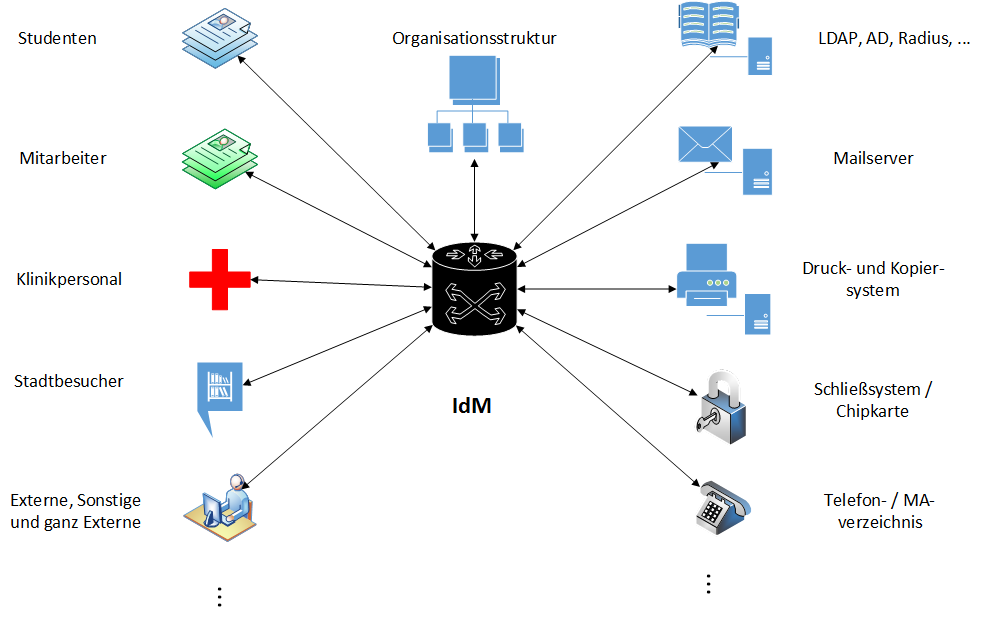 Studenten
Organisationsstruktur
LDAP, AD, Radius, ...
Mitarbeiter
Mailserver
Klinikpersonal
Druck- und Kopier-
system
Stadtbesucher
IdM
Schließsystem /
Chipkarte
Externe, Sonstige
und ganz Externe
Telefon- / MA-
verzeichnis